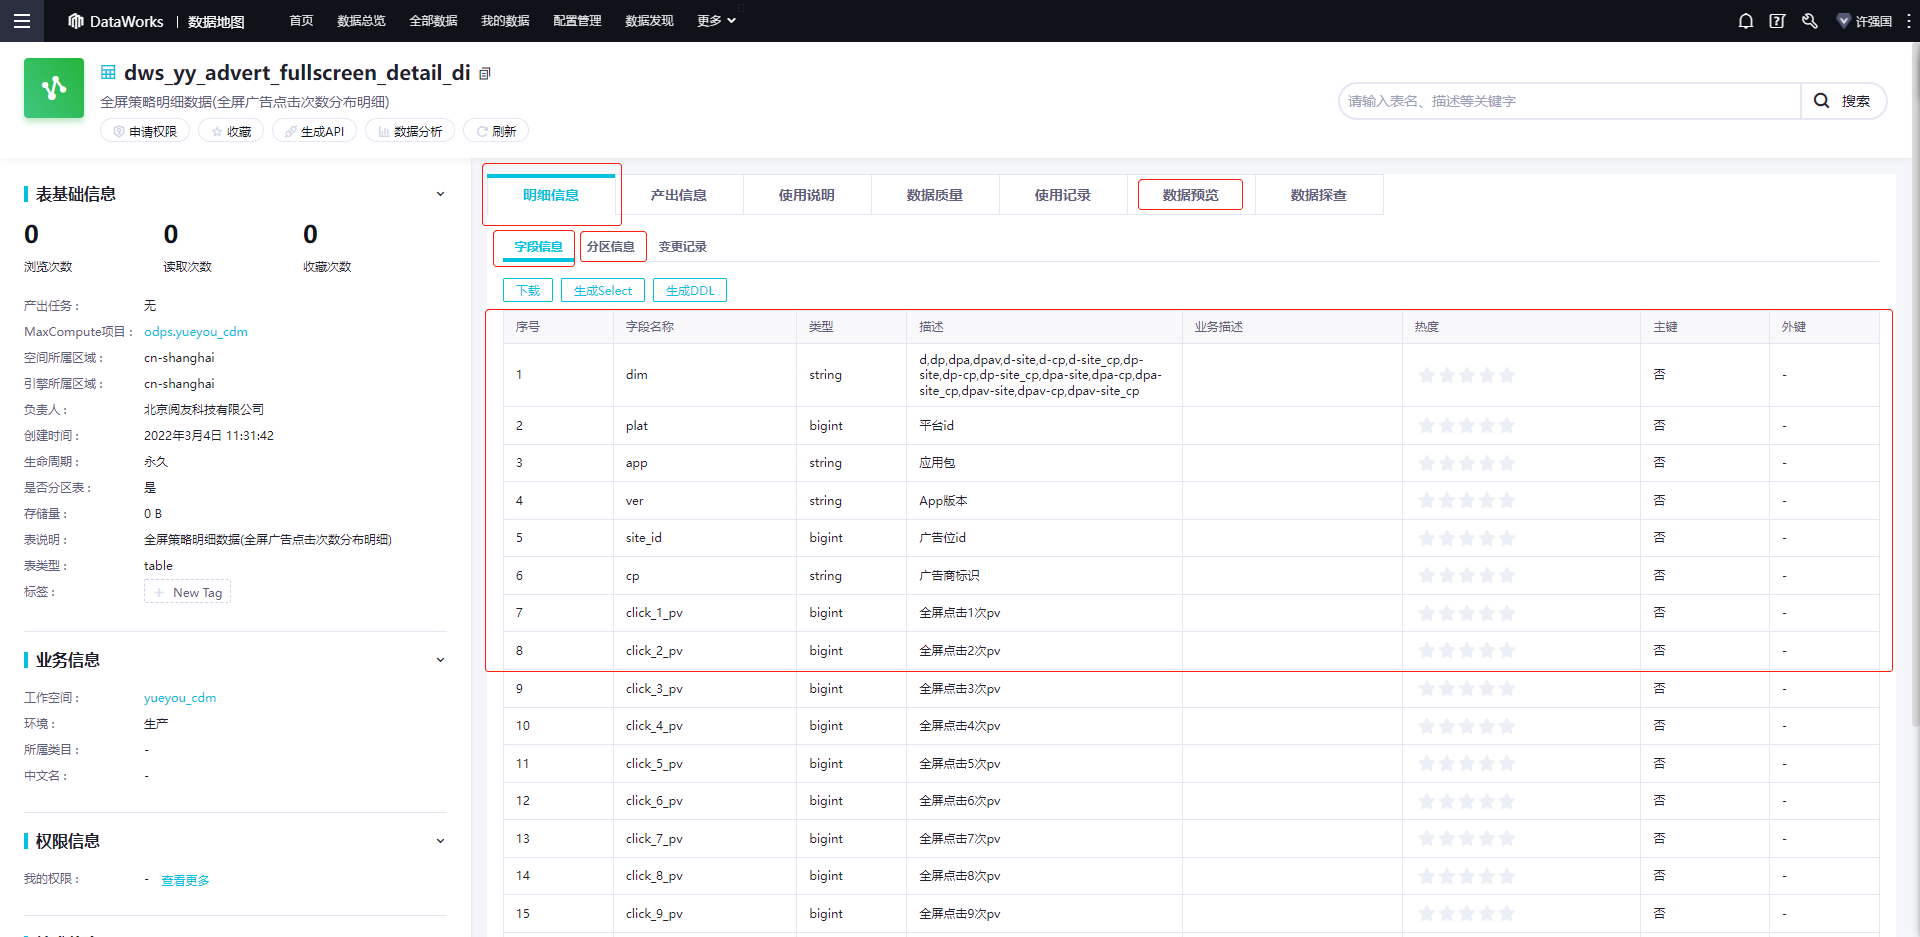 DataWorks | 数据地图 首页 数据总览 全部数据 我的数据 配置管理 数据发现 更多 许强国
dws_yy_advert_fullscreen_detail_di
全屏策略明细数据(全屏广告点击次数分布明细)
申请权限 收藏 生成API 数据分析 刷新
请输入表名、描述等关键字 搜索
表基础信息
0 0 0
浏览次数 读取次数 收藏次数
产出任务： 无
MaxCompute项目： odps.yueyou_cdm
空间所属区域： cn-shanghai
引擎所属区域： cn-shanghai
负责人： 北京阅友科技有限公司
创建时间： 2022年3月4日 11:31:42
生命周期： 永久
是否分区表： 是
存储量： 0 B
表说明： 全屏策略明细数据(全屏广告点击次数分布明细)
表类型： table
标签： + New Tag
业务信息
工作空间： yueyou_cdm
环境： 生产
所属类目： -
中文名： -
权限信息
我的权限： - 查看更多
明细信息 产出信息 使用说明 数据质量 使用记录 数据预览 数据探查
字段信息 分区信息 变更记录
下载 生成Select 生成DDL
序号 字段名称 类型 描述 业务描述 热度 主键 外键
1 dim string d,dp,dpa,dpav,d-site,d-cp,d-site_cp,dp-
site,dp-cp,dp-site_cp,dpa-site,dpa-cp,dpa-
site_cp,dpav-site,dpav-cp,dpav-site_cp 否 -
2 plat bigint 平台id 否 -
3 app string 应用包 否 -
4 ver string App版本 否 -
5 site_id bigint 广告位id 否 -
6 cp string 广告商标识 否 -
7 click_1_pv bigint 全屏点击1次pv 否 -
8 click_2_pv bigint 全屏点击2次pv 否 -
9 click_3_pv bigint 全屏点击3次pv 否 -
10 click_4_pv bigint 全屏点击4次pv 否 -
11 click_5_pv bigint 全屏点击5次pv 否 -
12 click_6_pv bigint 全屏点击6次pv 否 -
13 click_7_pv bigint 全屏点击7次pv 否 -
14 click_8_pv bigint 全屏点击8次pv 否 -
15 click_9_pv bigint 全屏点击9次pv 否 -